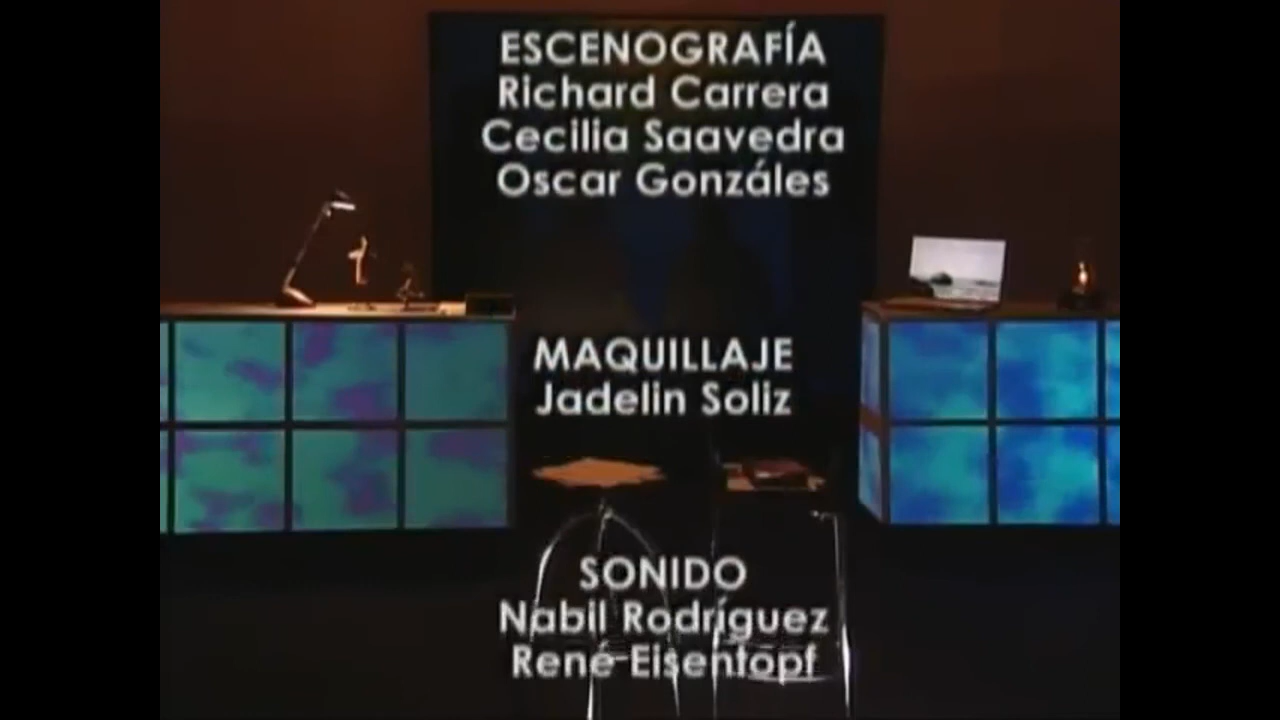 ESCENOGRAFÍA
Richard Carrera
Cecilia Saavedra
Oscar Gonzáles
MAQUILLAJE
Jadelin Soliz
SONIDO
Nabil Rodríguez
René Eisentopf